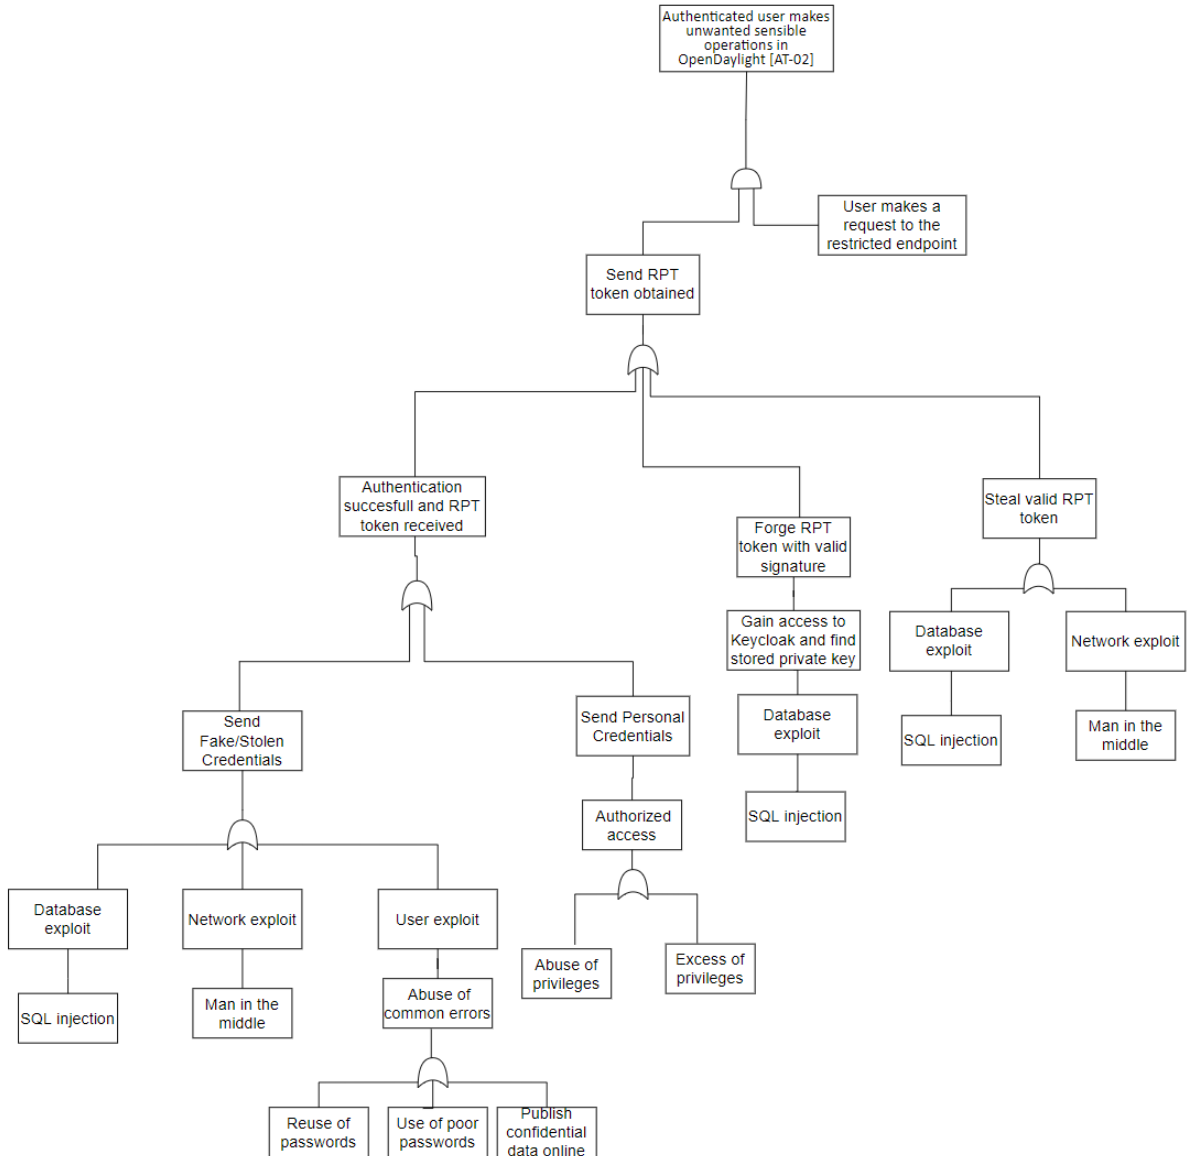 Authenticated user makes
unwanted sensible
operations in
OpenDaylight [AT-02]
User makes a
request to the
restricted endpoint
Send RPT
token obtained
Authentication
succesfull and RPT
token received
Forge RPT
token with valid
signature
Steal valid RPT
token
Gain access to
Keycloak and find
stored private key
Database
exploit
Network exploit
Send
Fake/Stolen
Credentials
Send Personal
Credentials
Database
exploit
SQL injection
Man in the
middle
Authorized
access
SQL injection
Database
exploit
Network exploit
User exploit
Abuse of
privileges
Excess of
privileges
SQL injection
Man in the
middle
Abuse of
common errors
Reuse of
passwords
Use of poor
passwords
Publish
confidential
data online